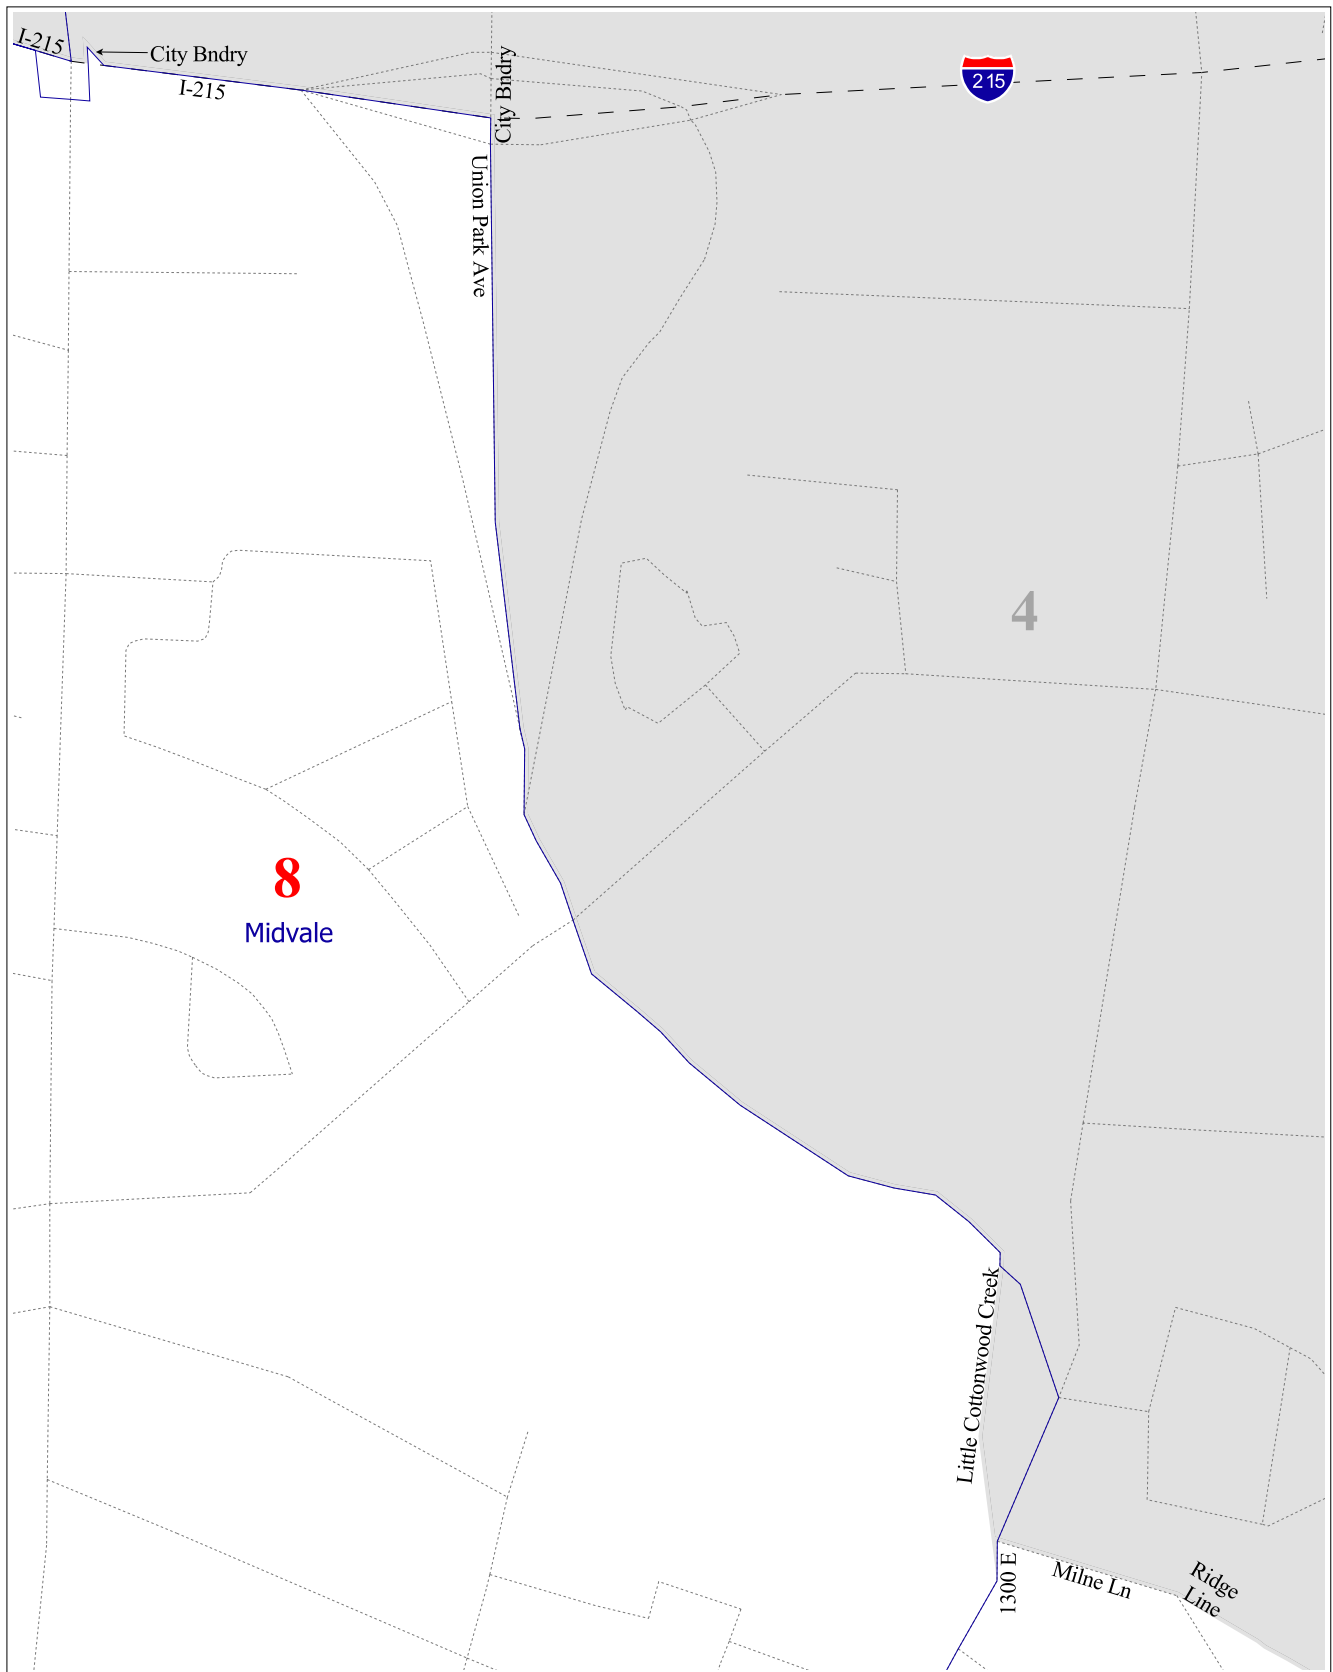 I-215
City Bndry
I-215
City Bndry
215
Union Park Ave
4
8
Midvale
Little Cottonwood Creek
1300 E
Milne Ln
Ridge
Line